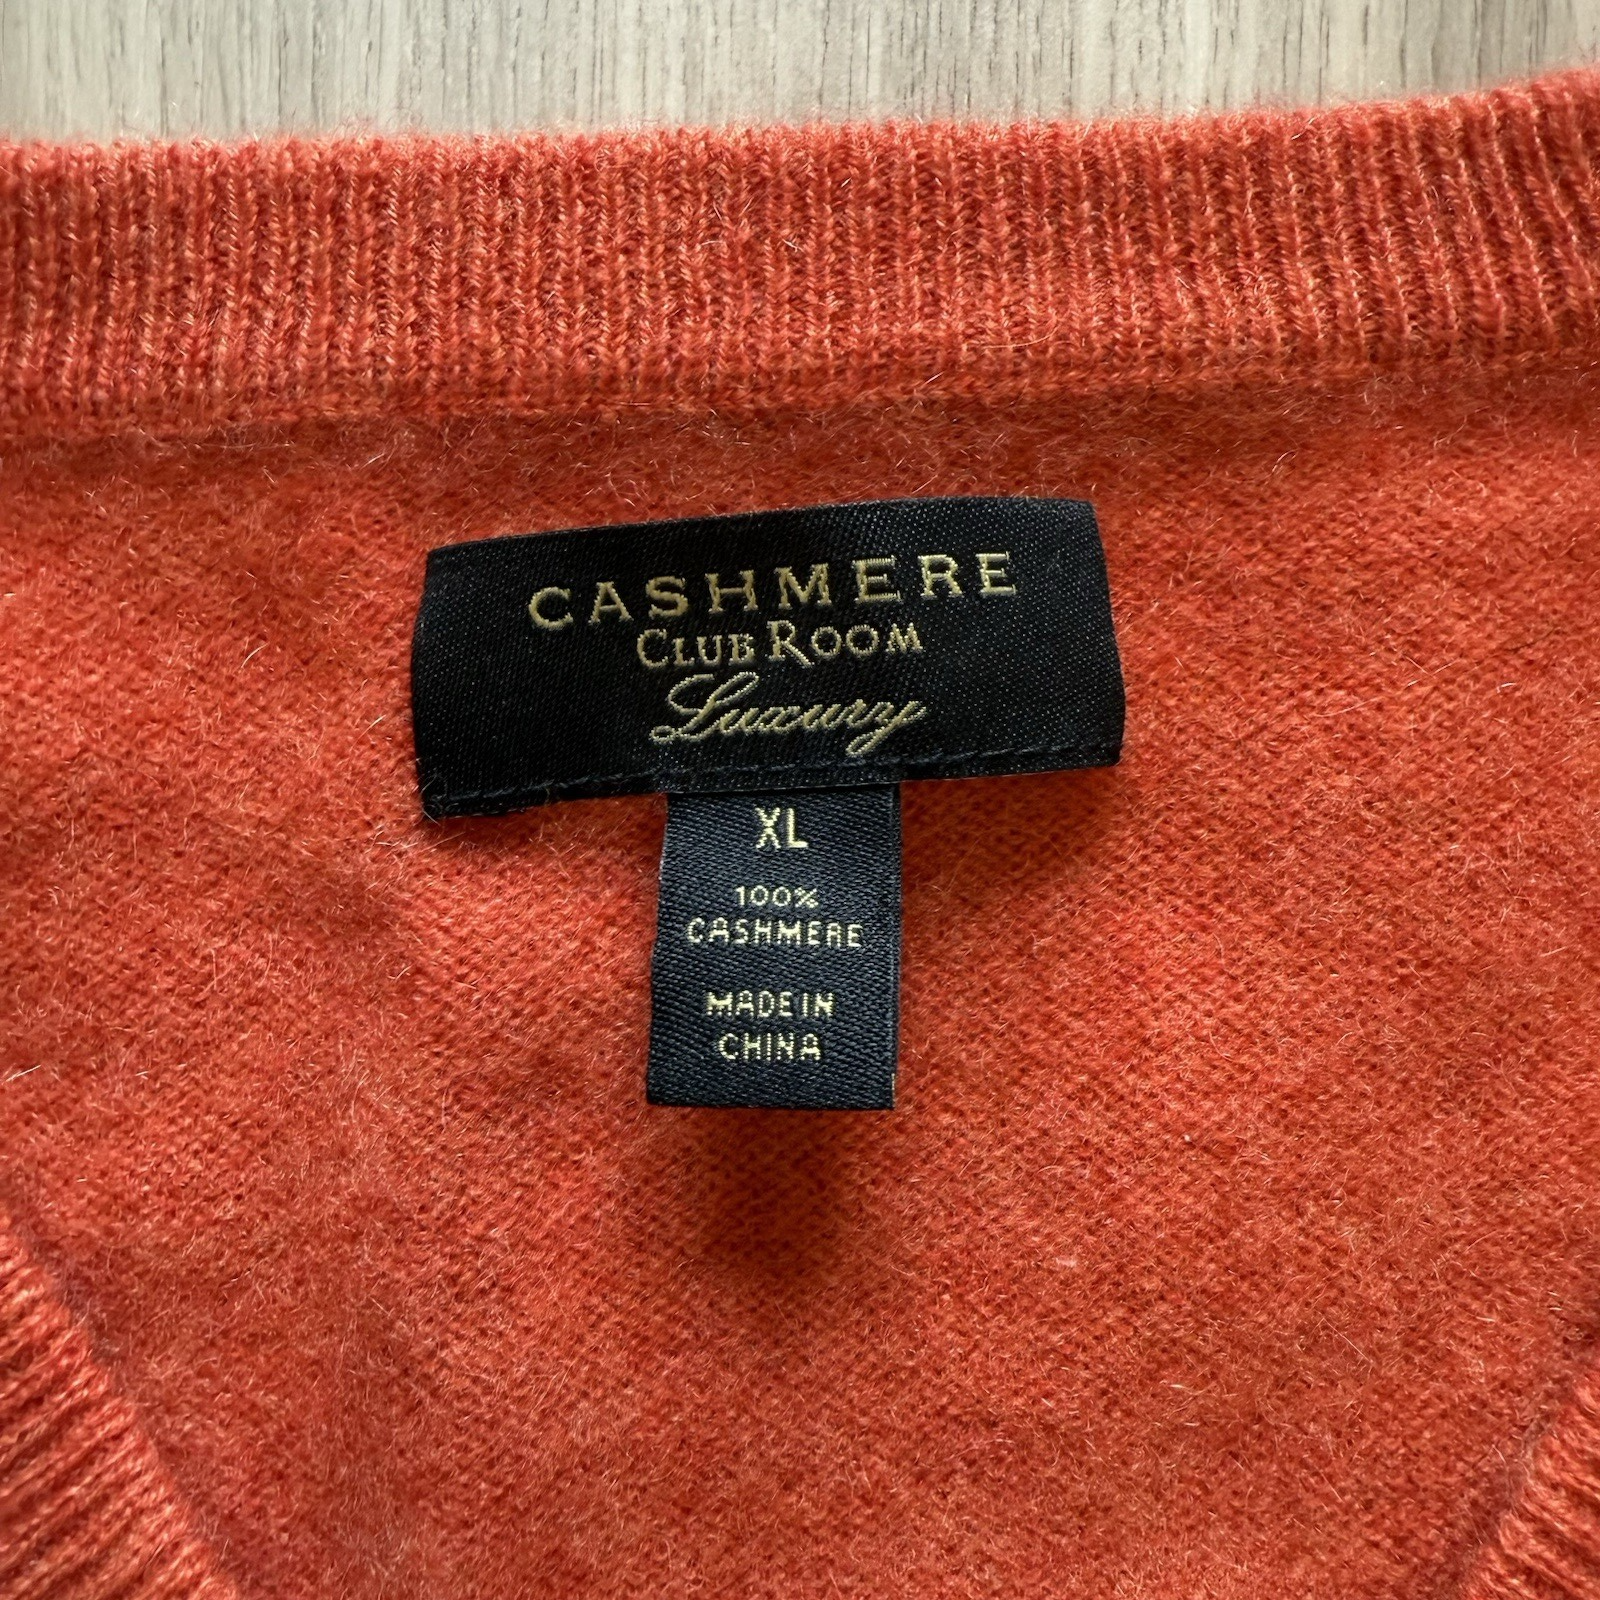 CASHMERE
CLUB ROOM
Luxury
XL
100%
CASHMERE
MADE IN
CHINA